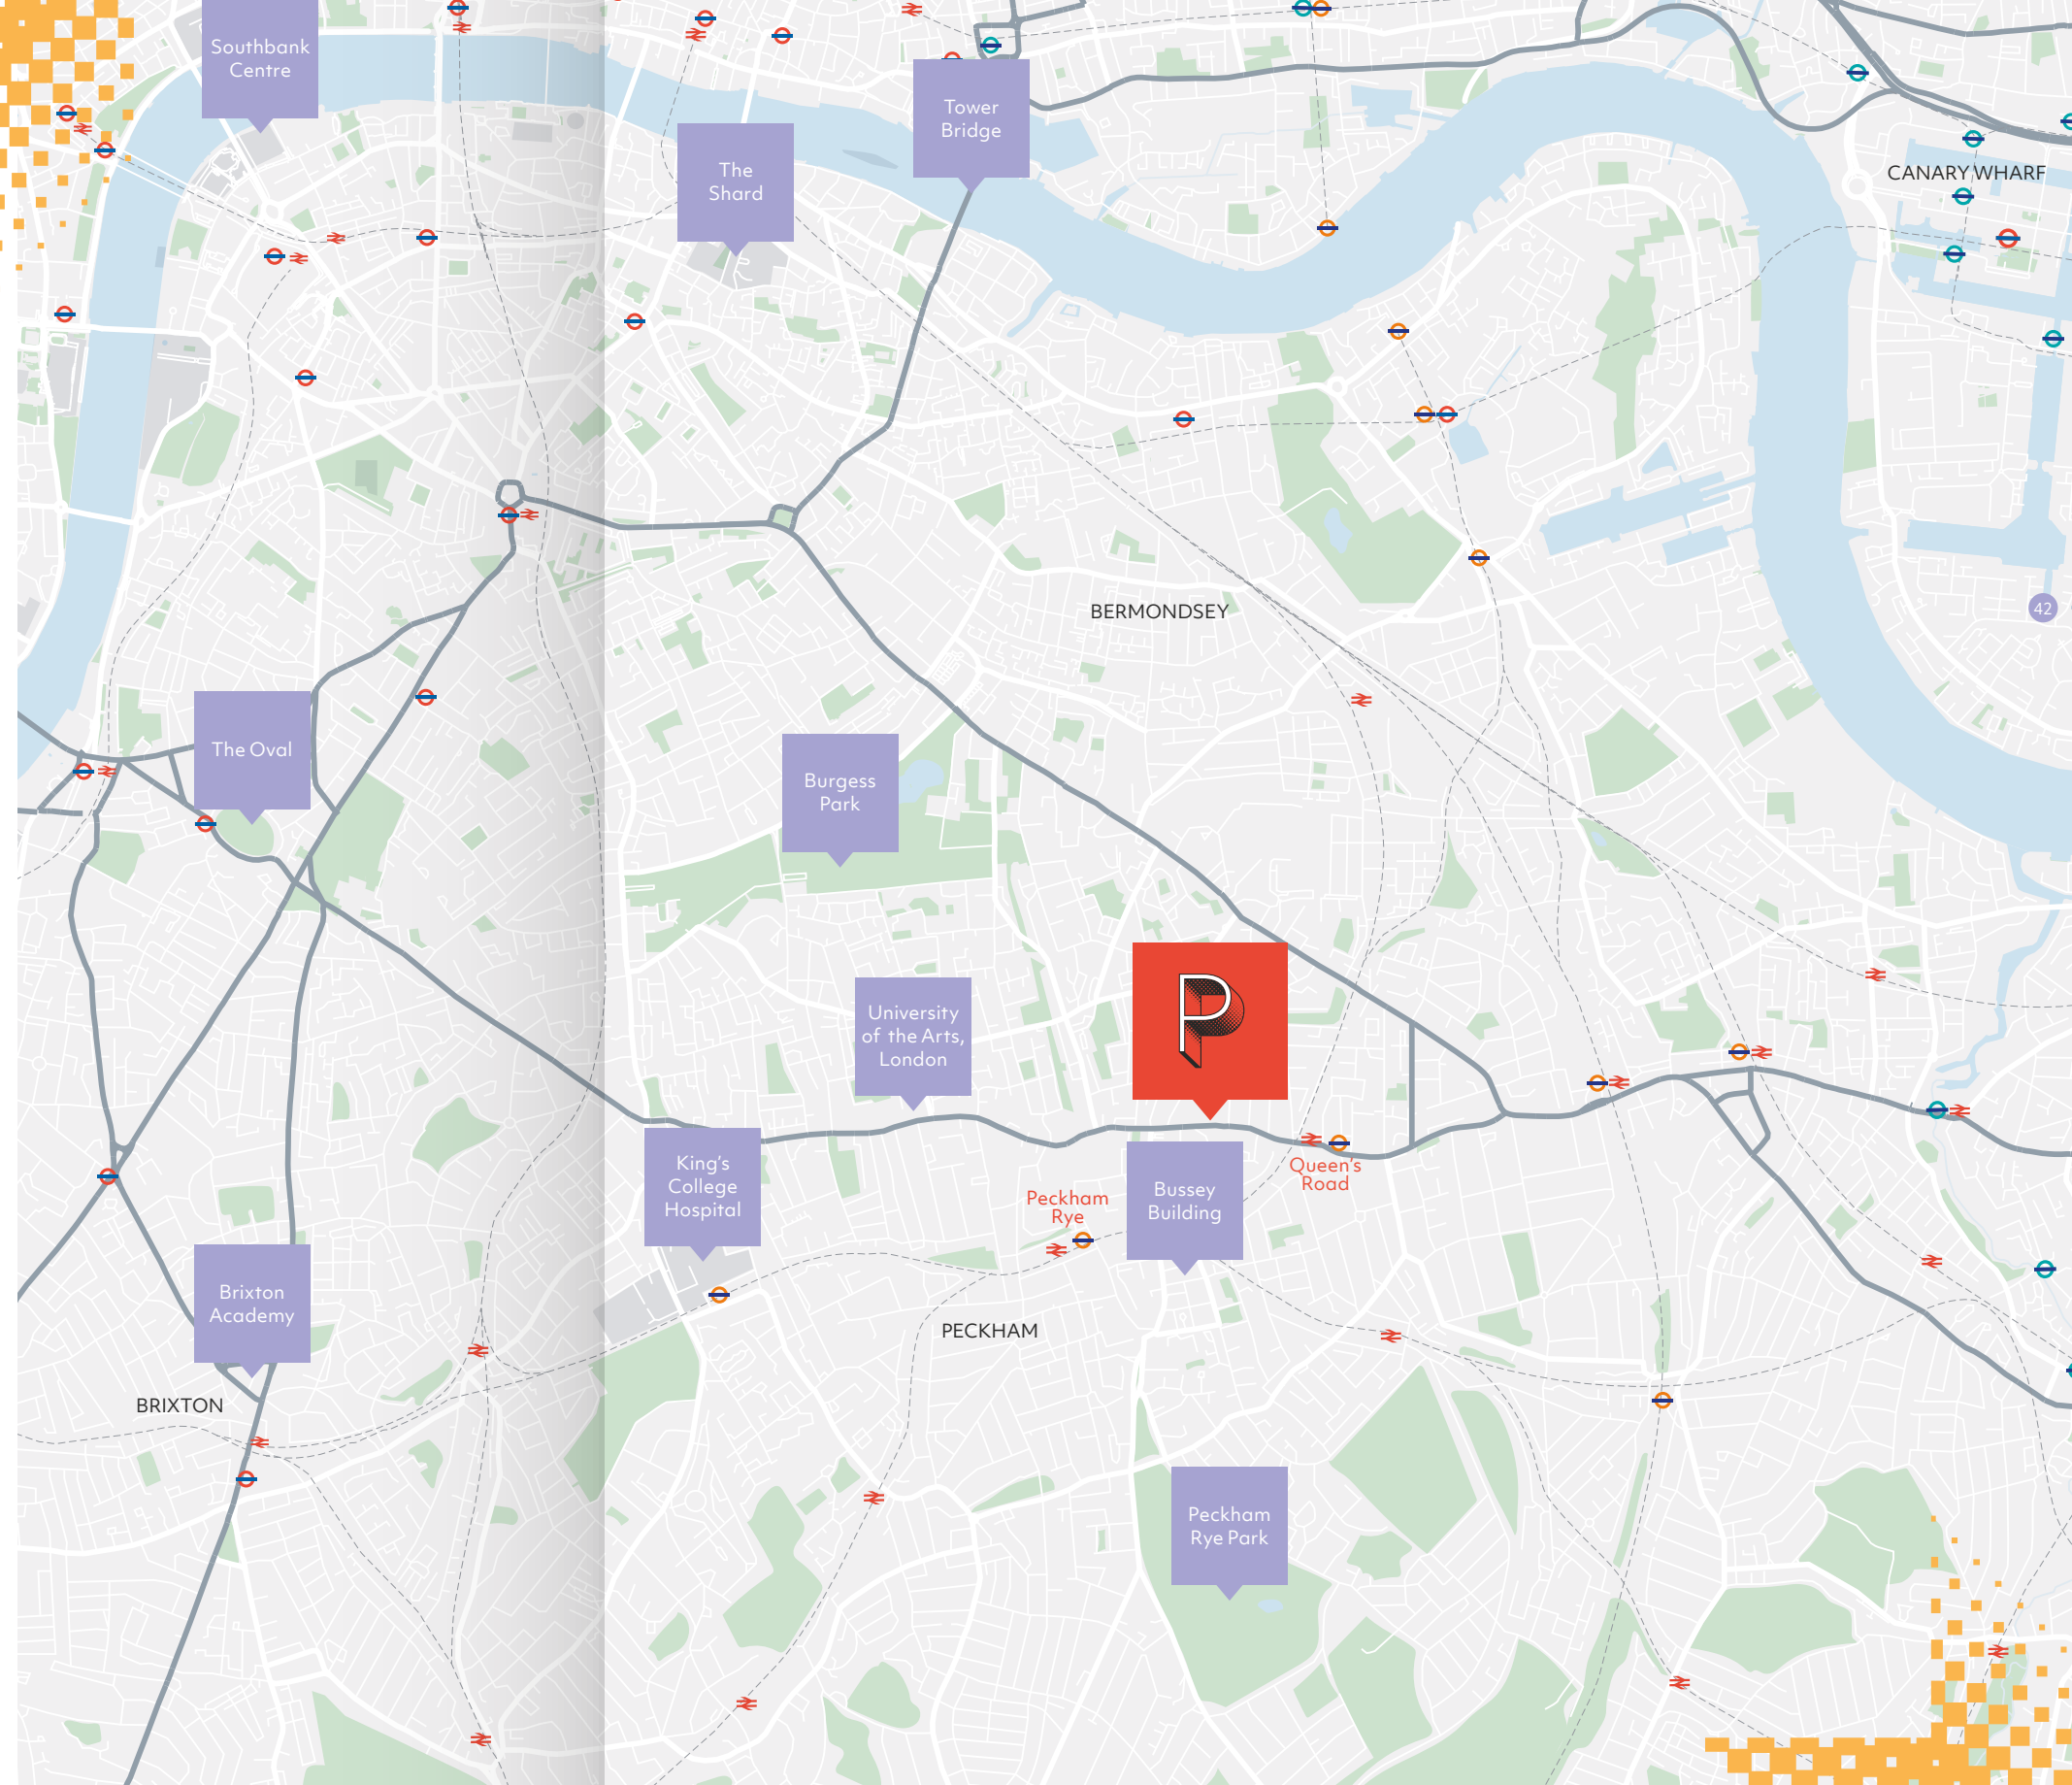 Southbank
Centre
Tower
Bridge
The
Shard
CANARY WHARF
BERMONDSEY
42
The Oval
Burgess
Park
P
University
of the Arts,
London
King's
College
Hospital
Peckham
Rye
Bussey
Building
Queen's
Road
Brixton
Academy
PECKHAM
BRIXTON
Peckham
Rye Park